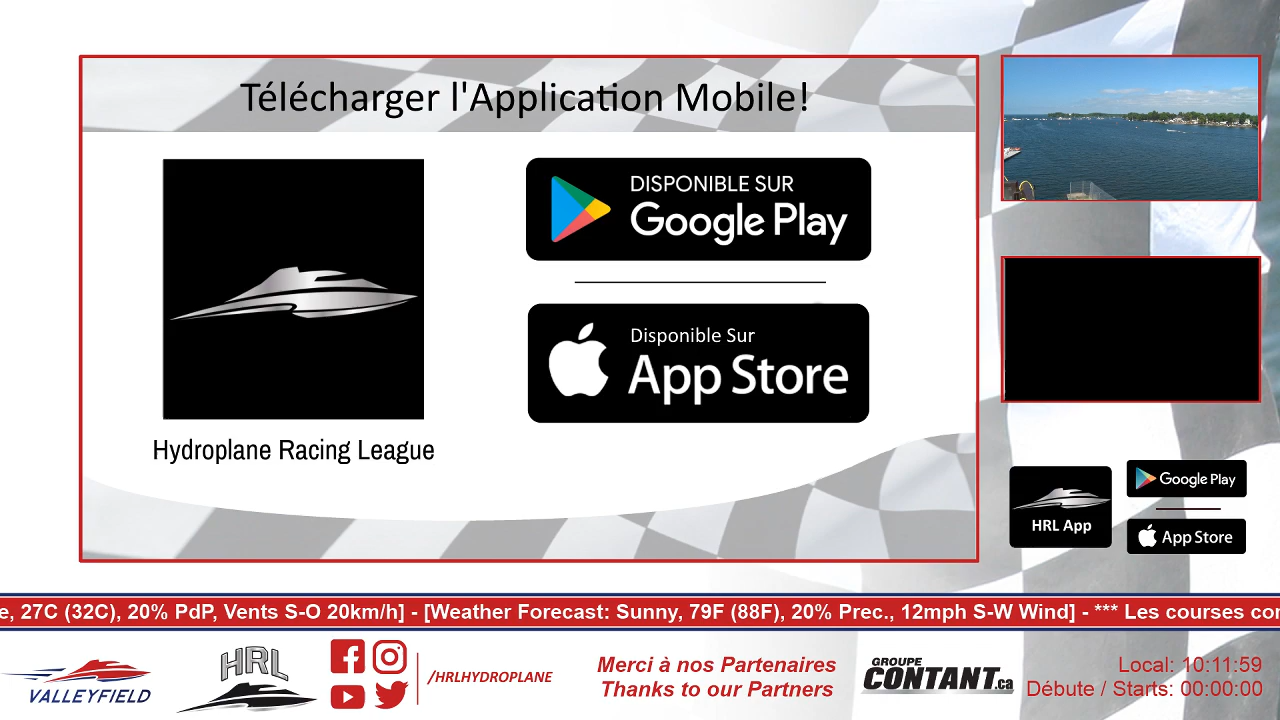 Télécharger l'Application Mobile!
DISPONIBLE SUR
Google Play
Disponible Sur
App Store
Hydroplane Racing League
HRL App
Google Play
App Store
e, 27C (32C), 20% PdP, Vents S-O 20km/h] - [Weather Forecast: Sunny, 79F (88F), 20% Prec., 12mph S-W Wind] - *** Les courses con
VALLEYFIELD
HRL
/HRLHYDROPLANE
Merci à nos Partenaires
Thanks to our Partners
GROUPE
CONTANT.ca
Local: 10:11:59
Débute / Starts: 00:00:00